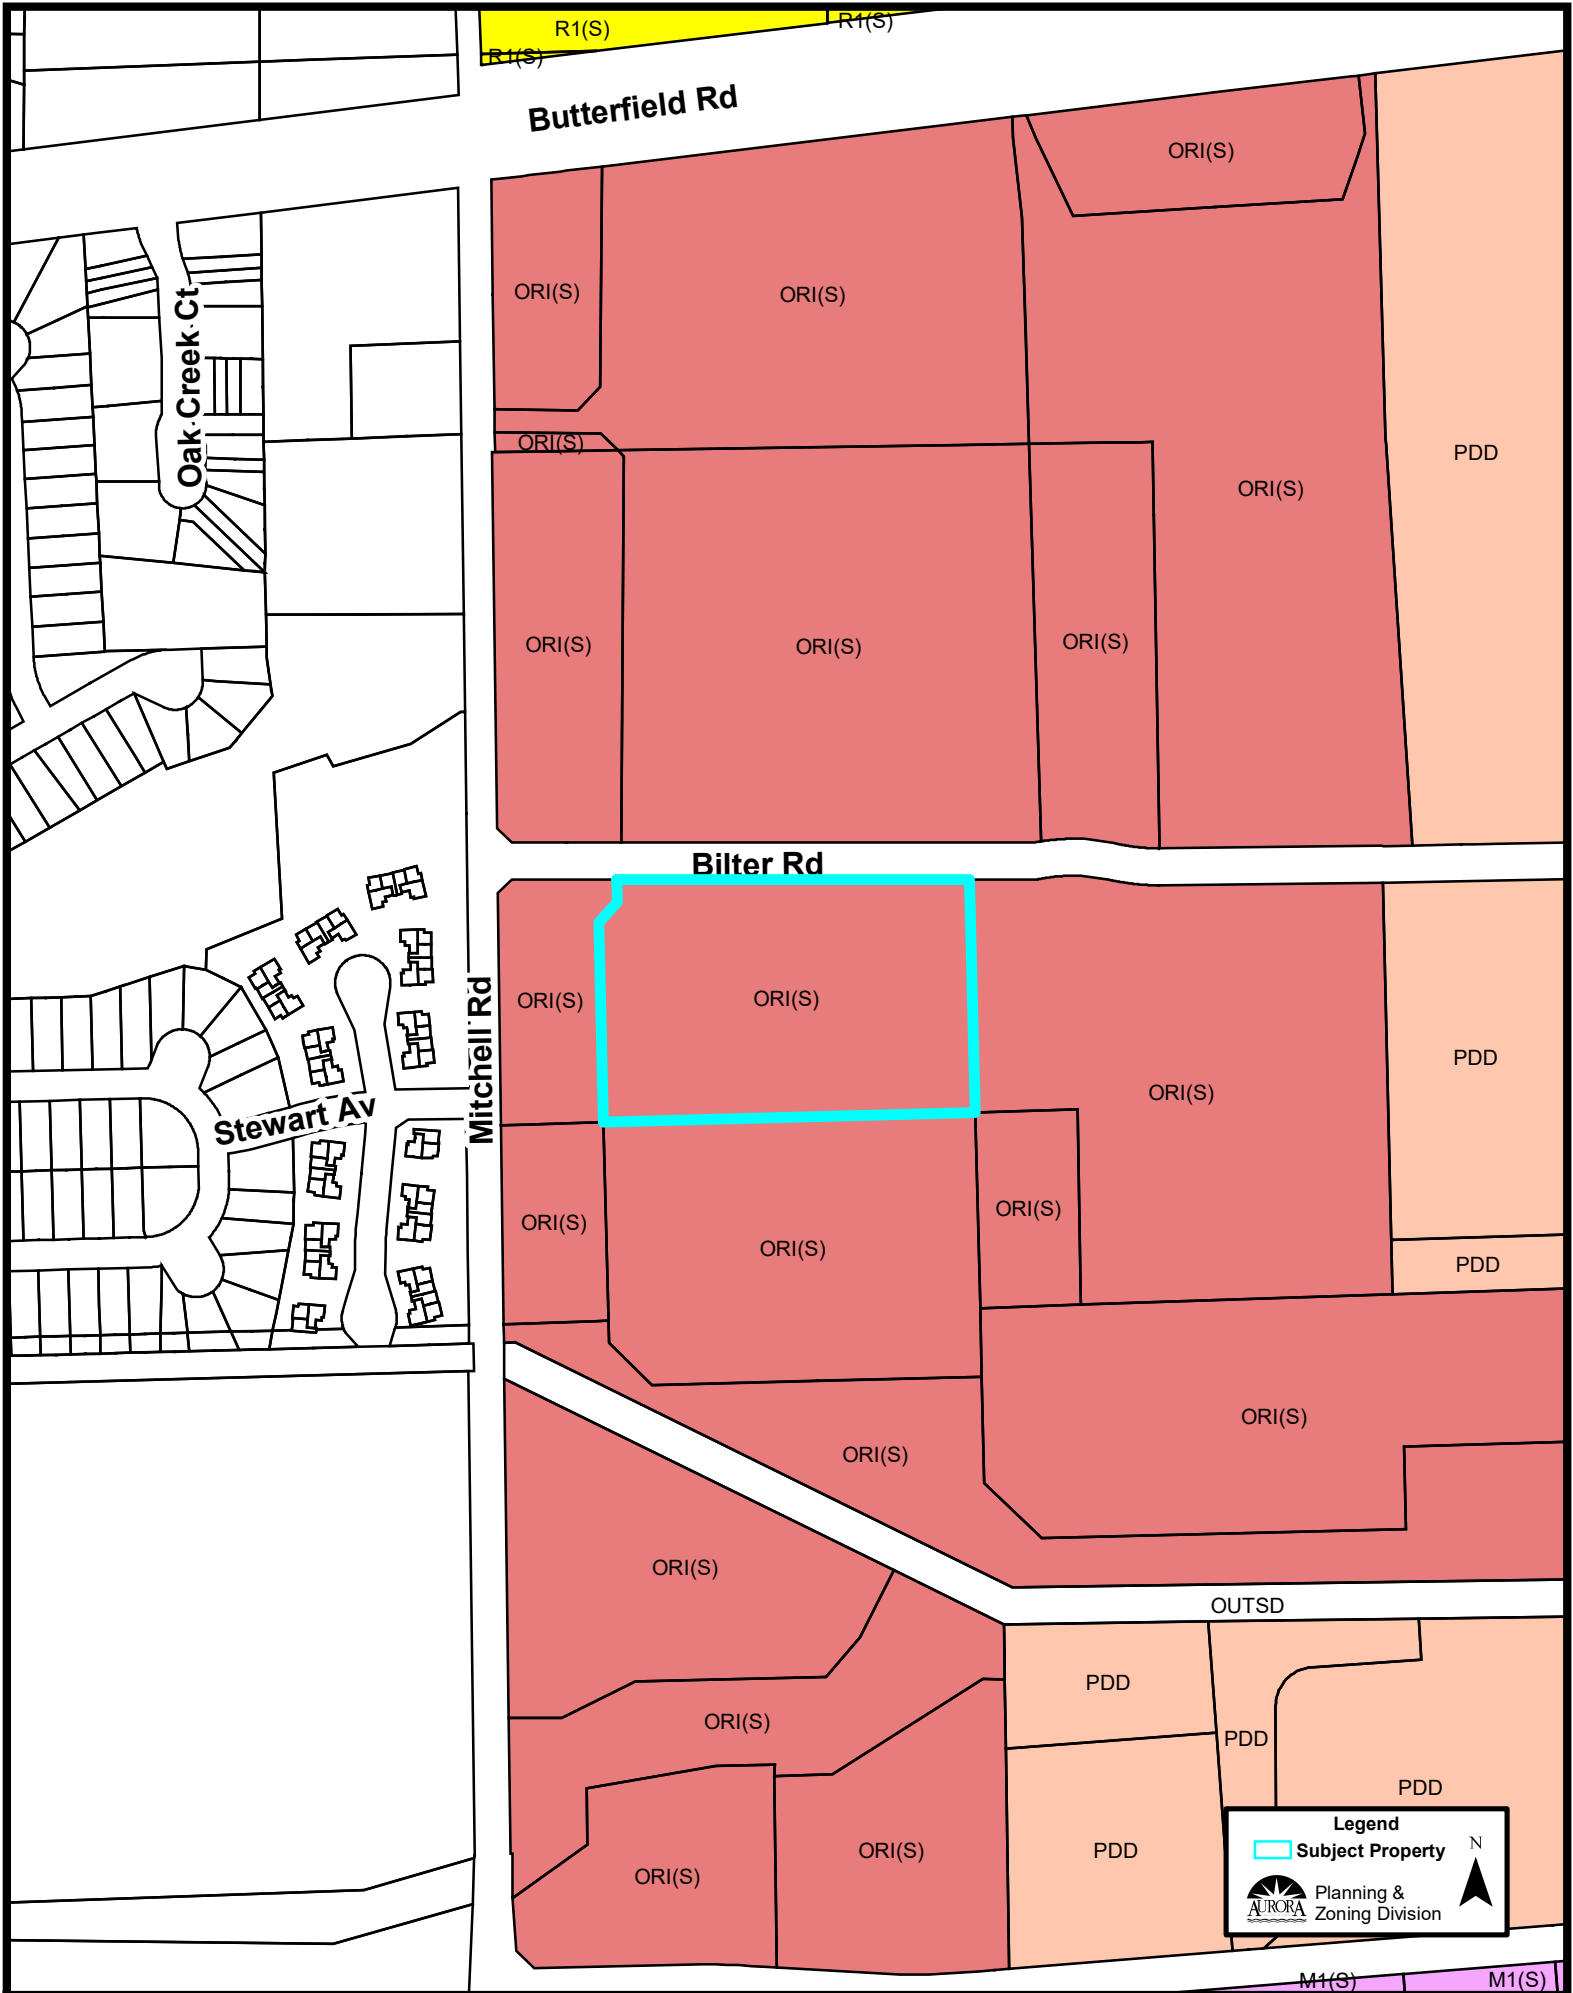 R1(S)
R1(S)
R1(S)
Butterfield Rd
ORI(S)
ORI(S)
ORI(S)
Oak Creek Ct
ORI(S)
PDD
ORI(S)
ORI(S)
ORI(S)
ORI(S)
Bilter Rd
ORI(S)
ORI(S)
Mitchell Rd
PDD
ORI(S)
Stewart Av
ORI(S)
ORI(S)
ORI(S)
PDD
ORI(S)
ORI(S)
ORI(S)
OUTSD
PDD
ORI(S)
PDD
PDD
ORI(S)
PDD
ORI(S)
Legend
Subject Property
N
AURORA
Planning &
Zoning Division
M1(S)
M1(S)